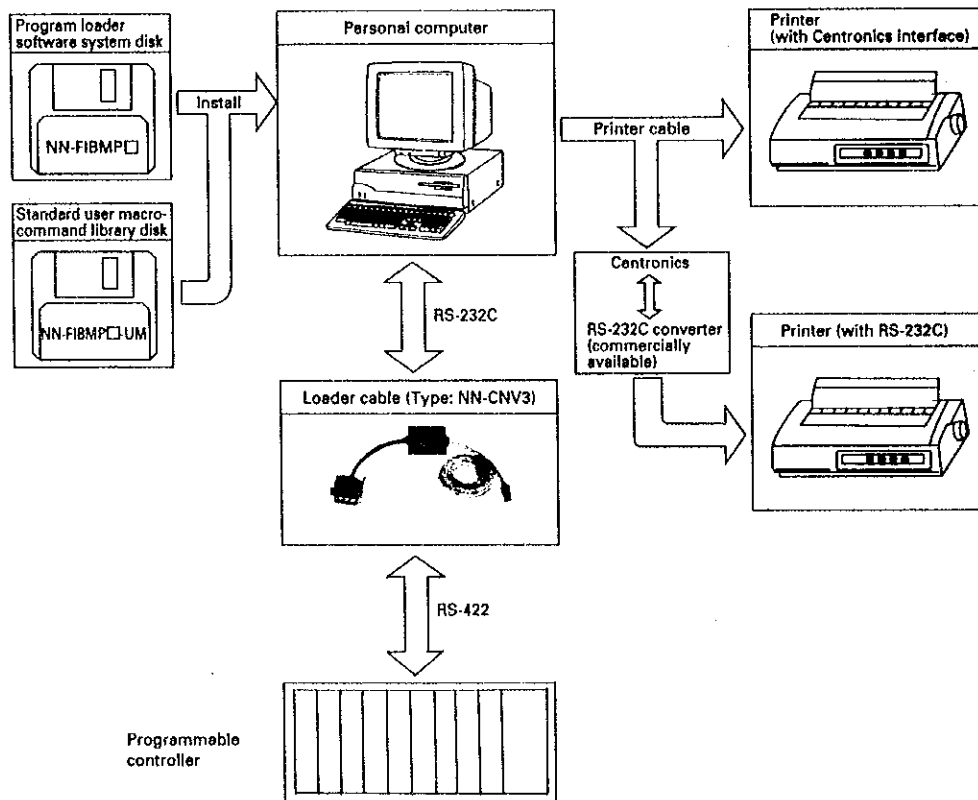 Program loader
software system disk
NN-FIBMP□
Install
Standard user macro-
command library disk
NN-FIBMP□-UM
Personal computer
Printer cable
Printer
(with Centronics interface)
Centronics
RS-232C converter
(commercially
available)
Printer (with RS-232C)
RS-232C
Loader cable (Type: NN-CNV3)
RS-422
Programmable
controller